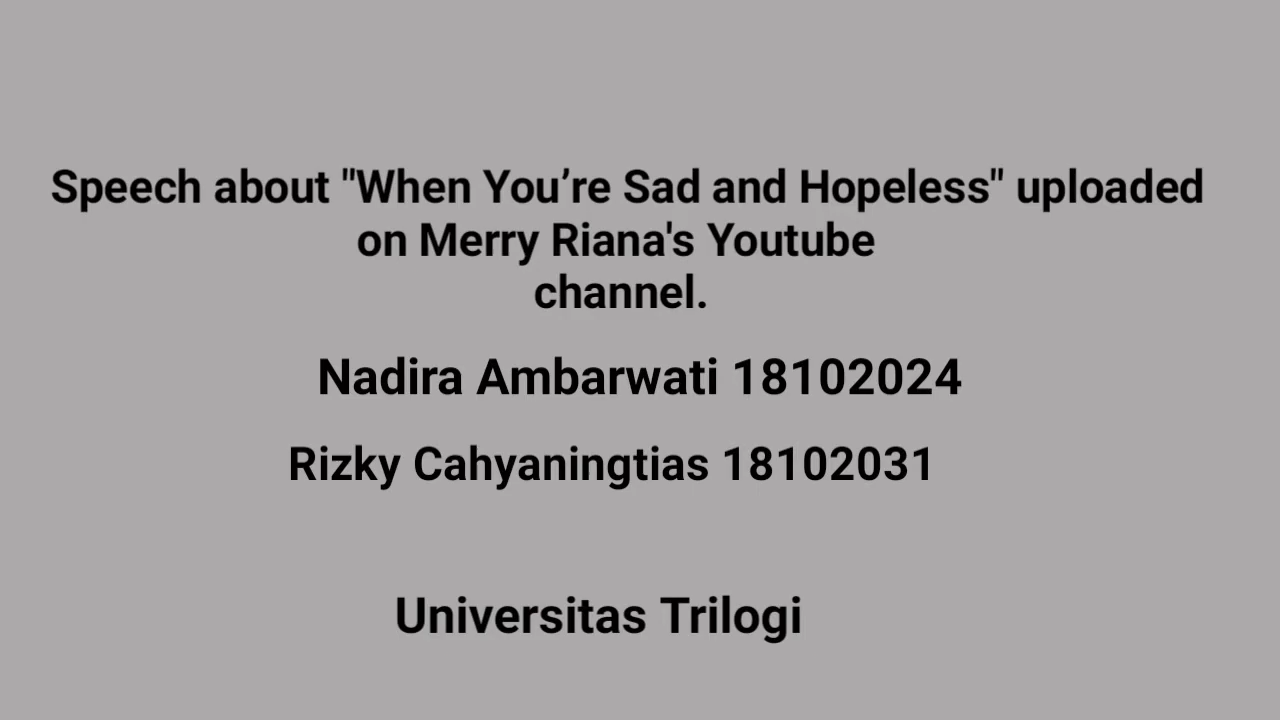 Speech about "When You’re Sad and Hopeless" uploaded
on Merry Riana's Youtube
channel.
Nadira Ambarwati 18102024
Rizky Cahyaningtias 18102031
Universitas Trilogi